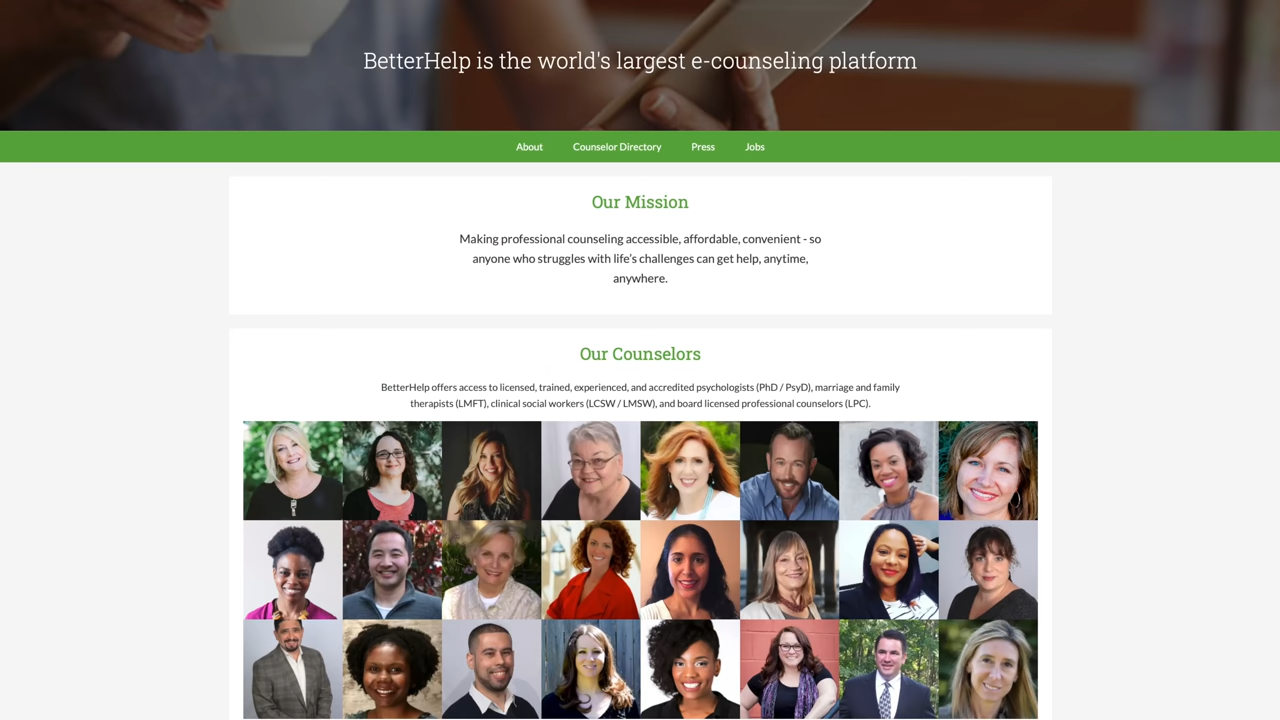 BetterHelp is the world's largest e-counseling platform
About Counselor Directory Press Jobs
Our Mission
Making professional counseling accessible, affordable, convenient - so
anyone who struggles with life's challenges can get help, anytime,
anywhere.
Our Counselors
BetterHelp offers access to licensed, trained, experienced, and accredited psychologists (PhD / PsyD), marriage and family
therapists (LMFT), clinical social workers (LCSW / LMSW), and board licensed professional counselors (LPC).